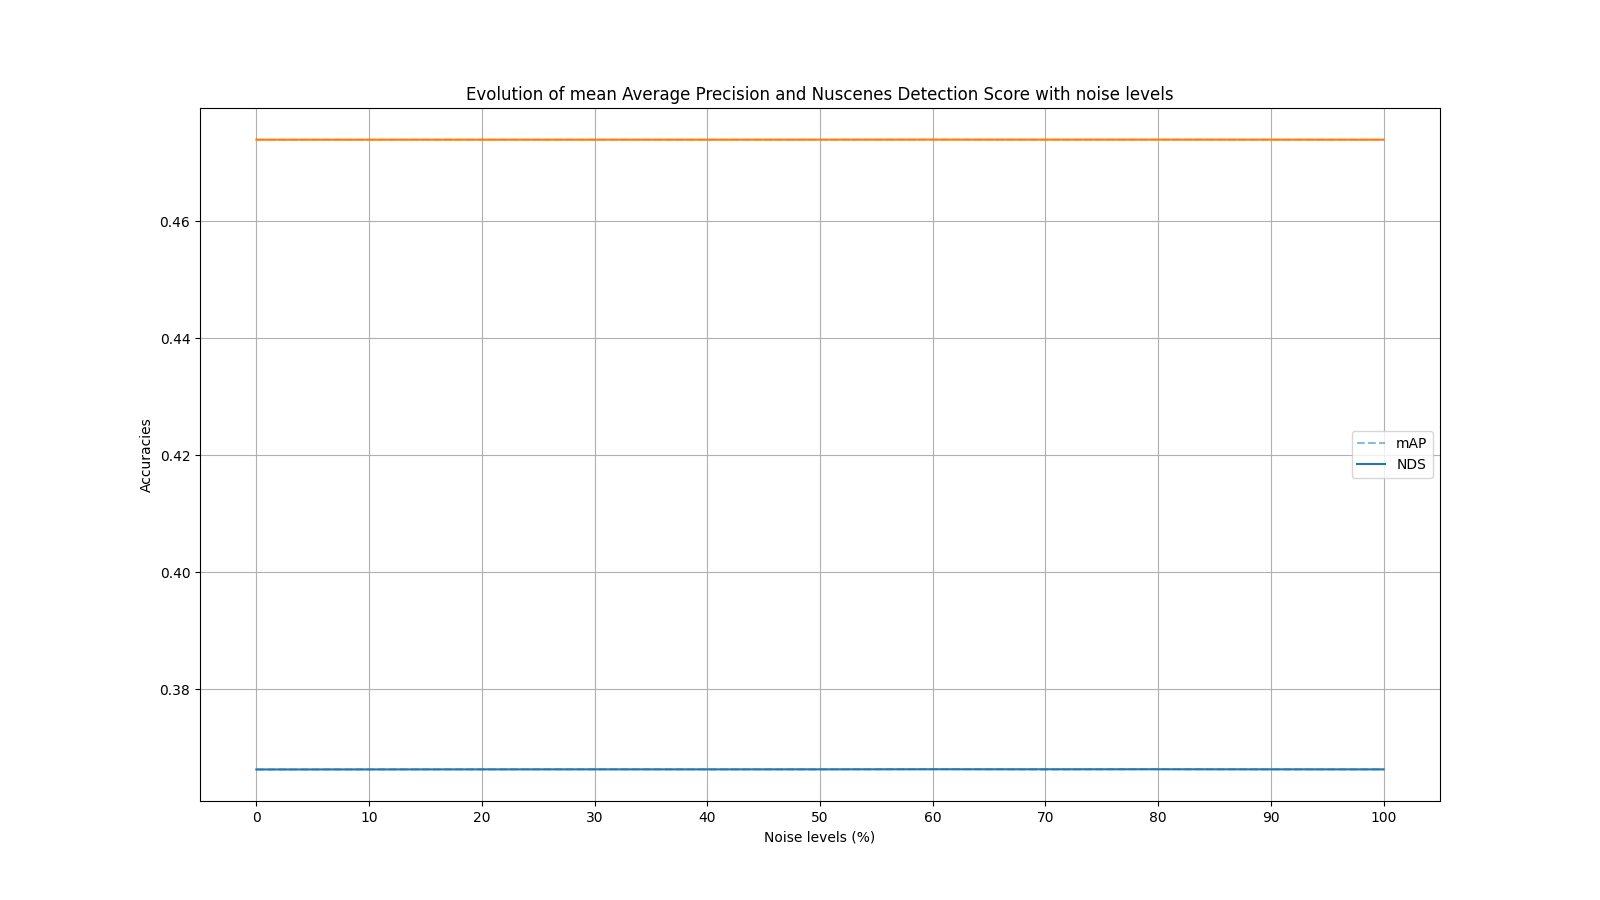 Evolution of mean Average Precision and Nuscenes Detection Score with noise levels
0.46
0.44
0.42
0.40
0.38
Accuracies
mAP
NDS
0 10 20 30 40 50 60 70 80 90 100
Noise levels (%)